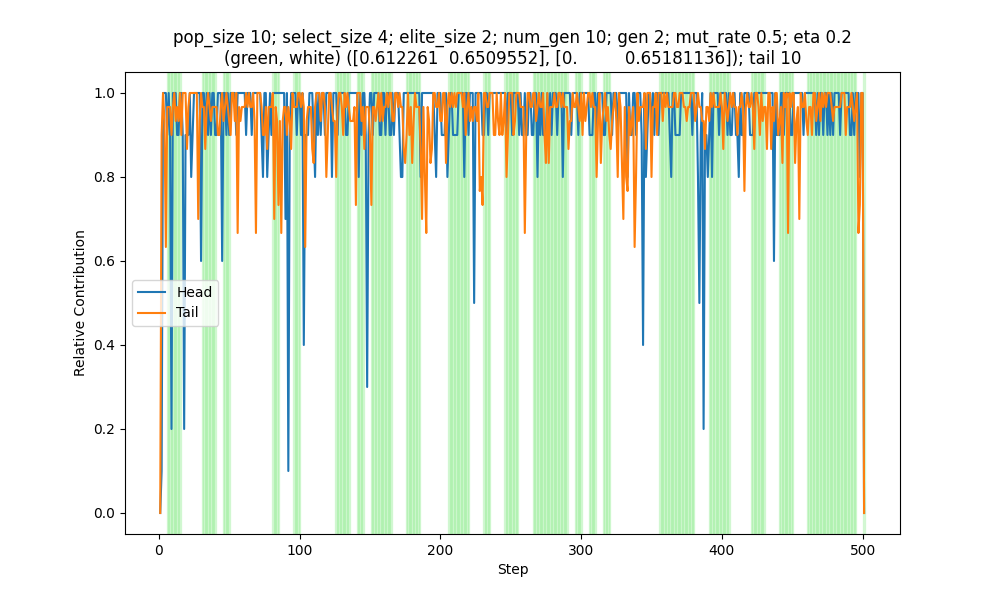 pop_size 10; select_size 4; elite_size 2; num_gen 10; gen 2; mut_rate 0.5; eta 0.2
(green, white) ([0.612261  0.6509552], [0.          0.65181136]); tail 10
1.0
0.8
0.6
0.4
0.2
0.0
Relative Contribution
Head
Tail
0 100 200 300 400 500
Step